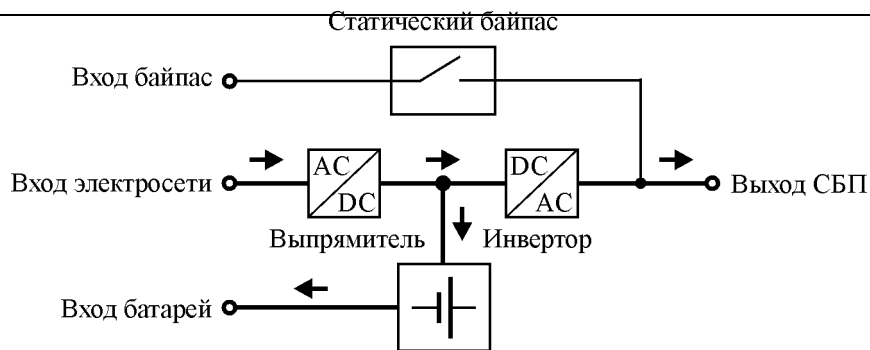 Статический байпас
Вход байпас
Вход электросети
AC
DC
DC
AC
Выход СБП
Выпрямитель
Инвертор
Вход батарей